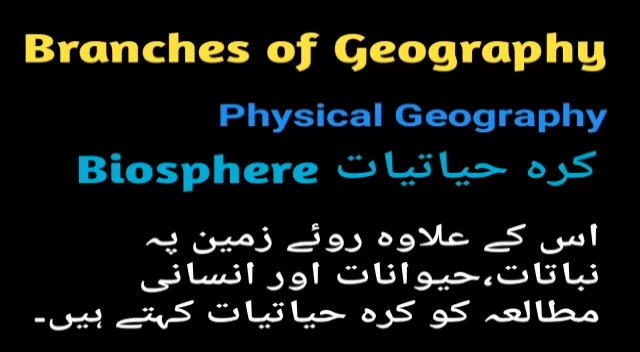 Branches of Geography
Physical Geography
کرہ حیاتیات Biosphere
اس کے علاوہ روئے زمین پہ
نباتات،حیوانات اور انسانی
مطالعہ کو کرہ حیاتیات کہتے ہیں۔